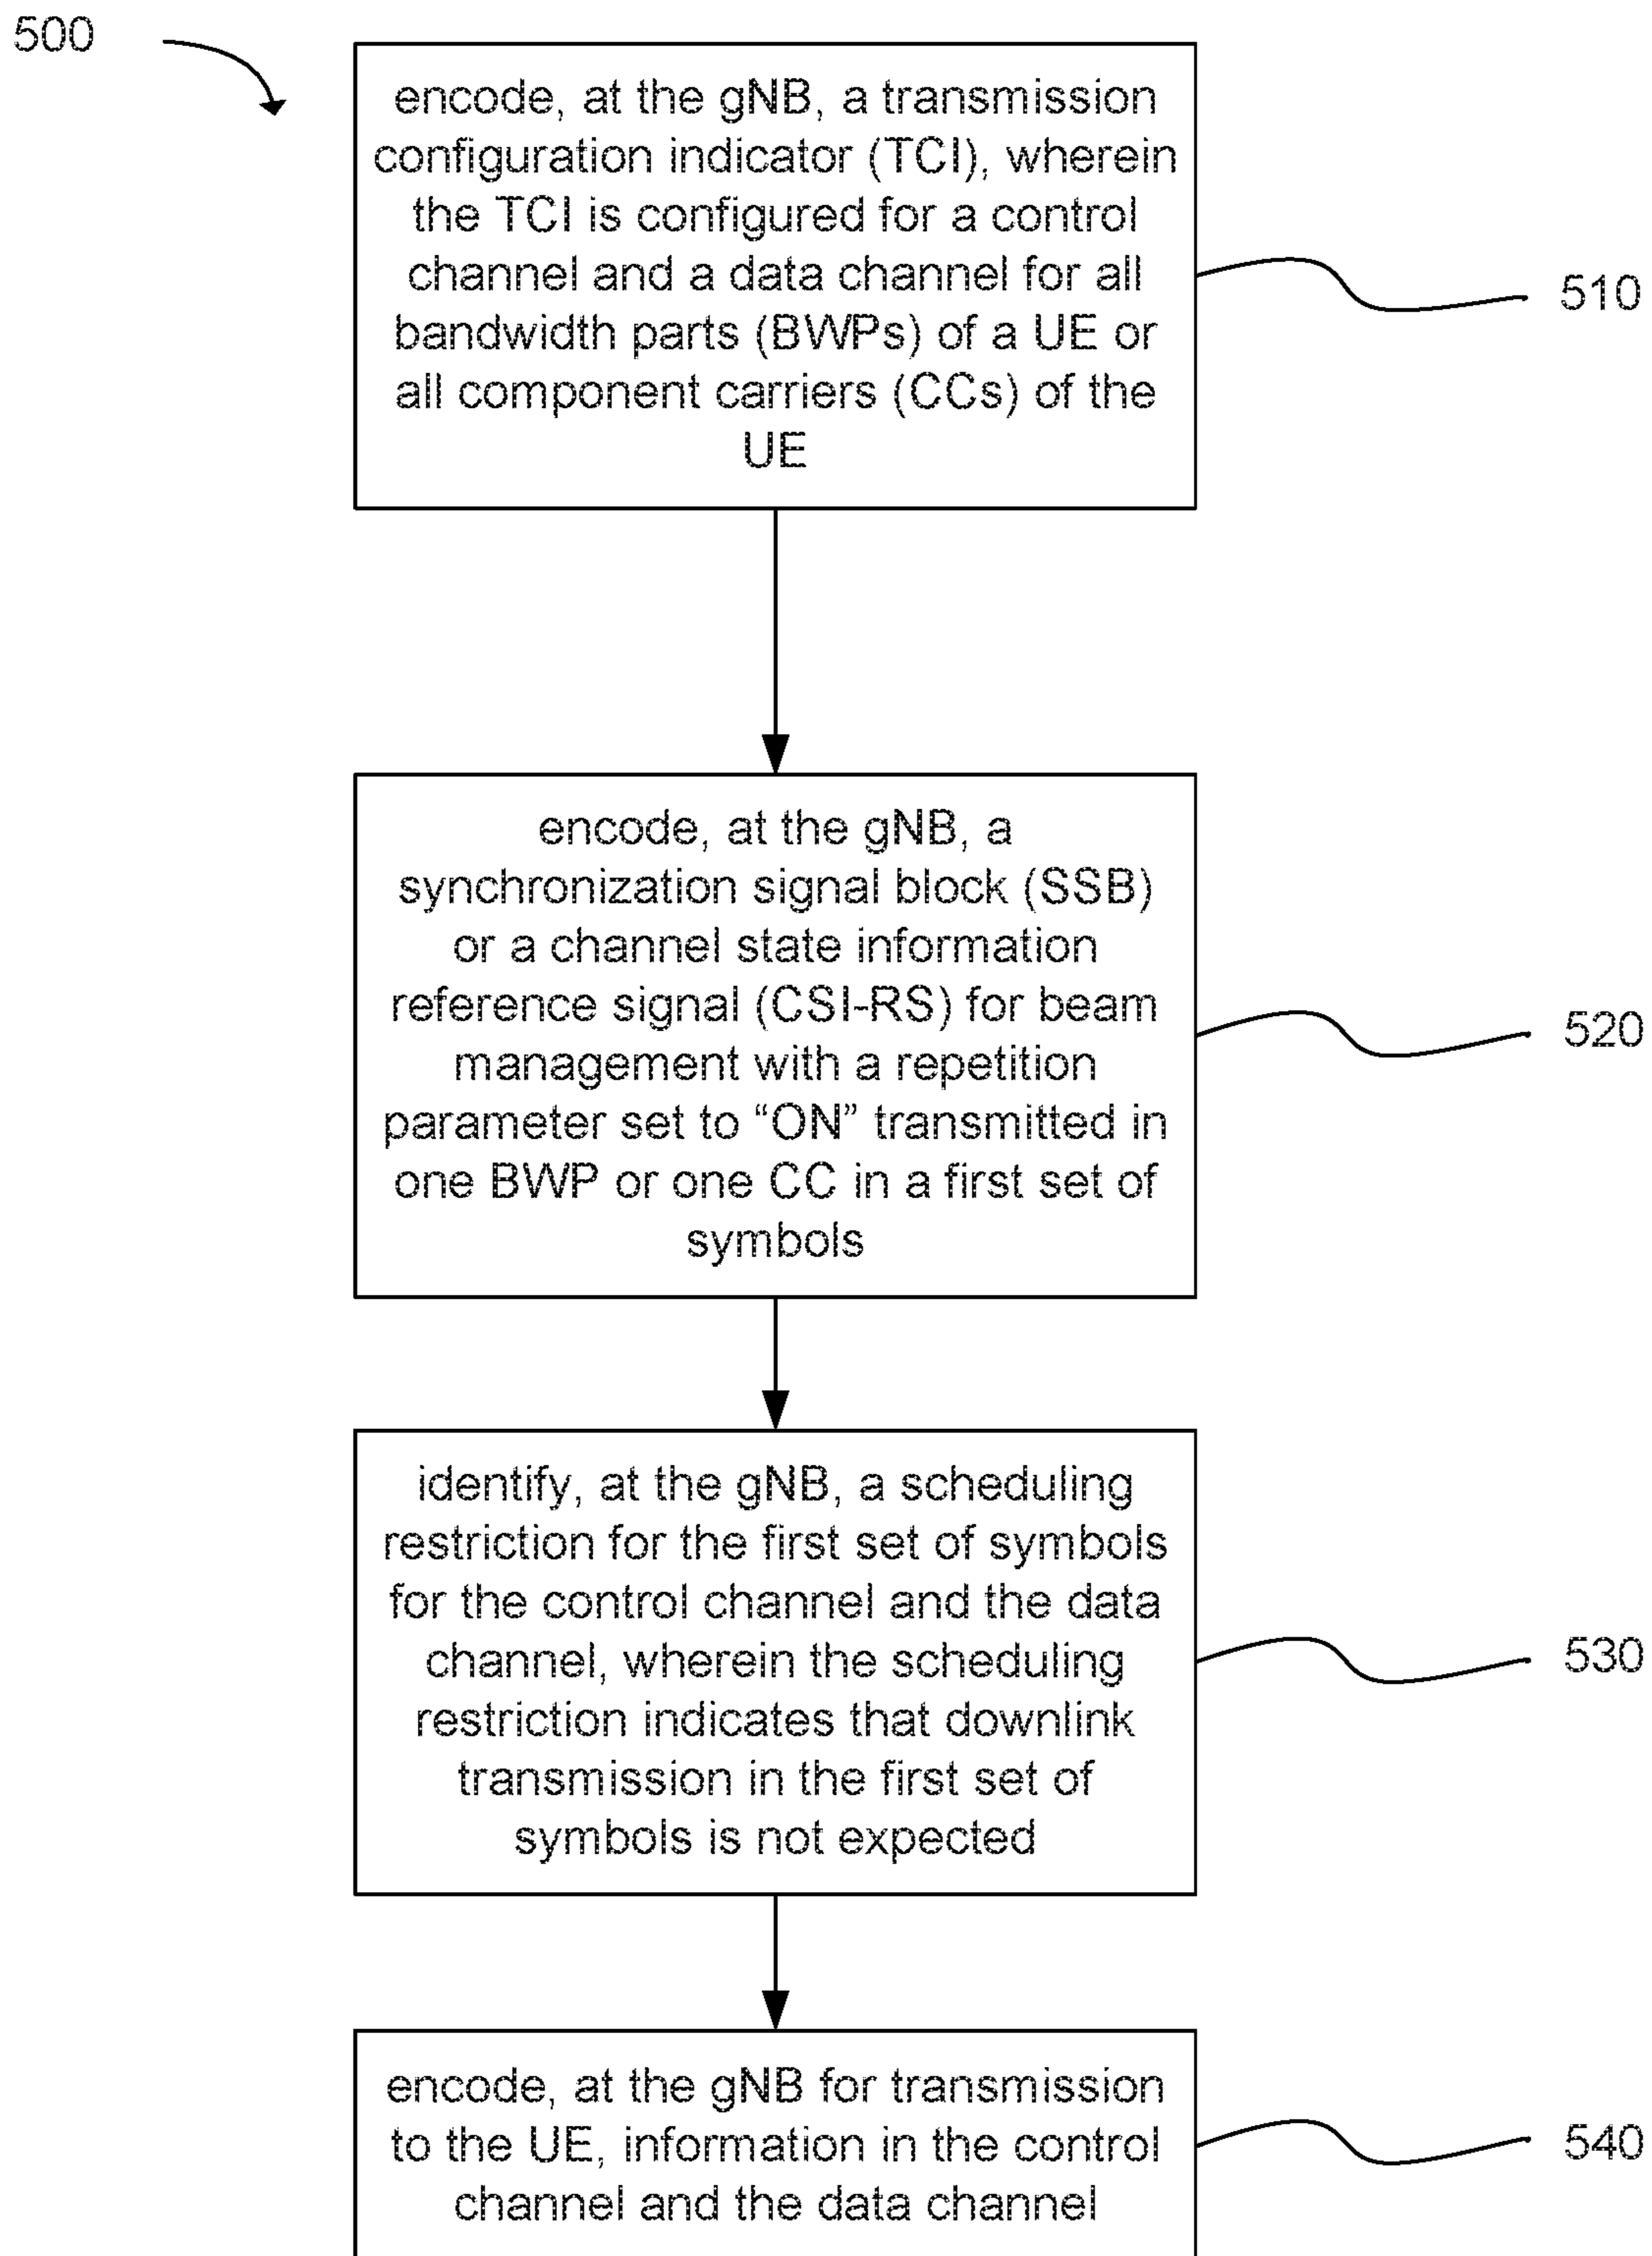 500
encode, at the gNB, a transmission
configuration indicator (TCI), wherein
the TCI is configured for a control
channel and a data channel for all
bandwidth parts (BWPs) of a UE or
all component carriers (CCs) of the
UE
510
encode, at the gNB, a
synchronization signal block (SSB)
or a channel state information
reference signal (CSI-RS) for beam
management with a repetition
parameter set to “ON” transmitted in
one BWP or one CC in a first set of
symbols
520
identify, at the gNB, a scheduling
restriction for the first set of symbols
for the control channel and the data
channel, wherein the scheduling
restriction indicates that downlink
transmission in the first set of
symbols is not expected
530
encode, at the gNB for transmission
to the UE, information in the control
channel and the data channel
540